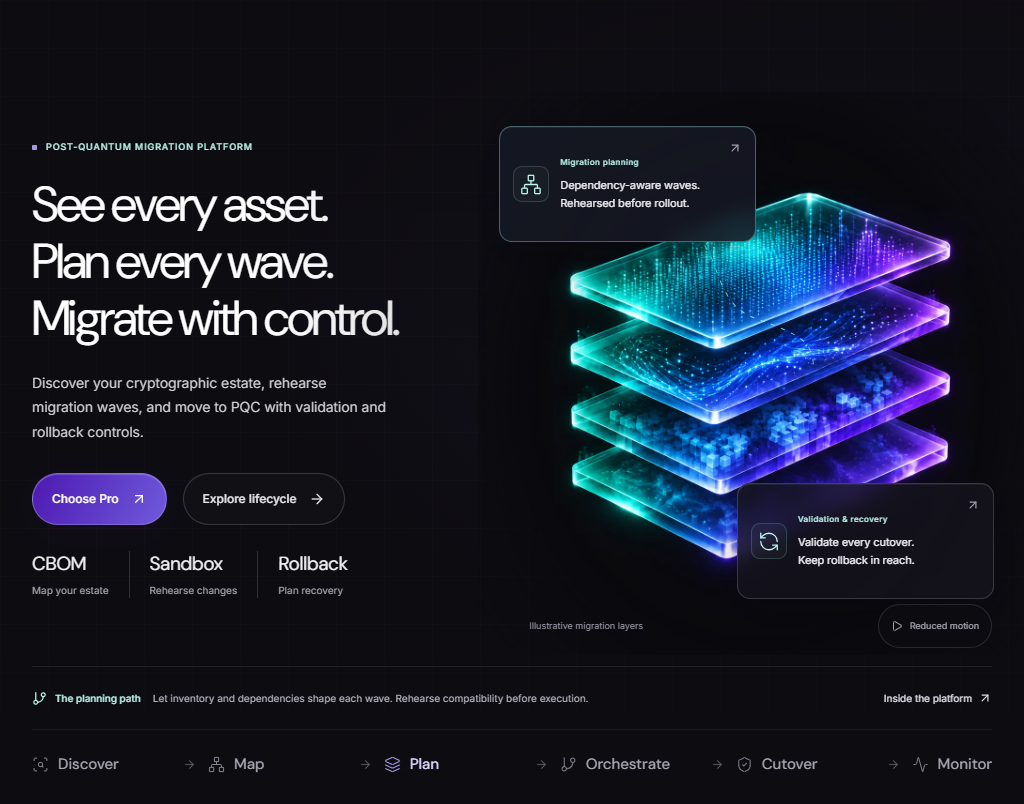 POST-QUANTUM MIGRATION PLATFORM
See every asset.
Plan every wave.
Migrate with control.
Discover your cryptographic estate, rehearse
migration waves, and move to PQC with validation and
rollback controls.
Choose Pro
Explore lifecycle
CBOM
Map your estate
Sandbox
Rehearse changes
Rollback
Plan recovery
Migration planning
Dependency-aware waves.
Rehearsed before rollout.
Validation & recovery
Validate every cutover.
Keep rollback in reach.
Illustrative migration layers
Reduced motion
The planning path
Let inventory and dependencies shape each wave. Rehearse compatibility before execution.
Inside the platform
Discover
Map
Plan
Orchestrate
Cutover
Monitor